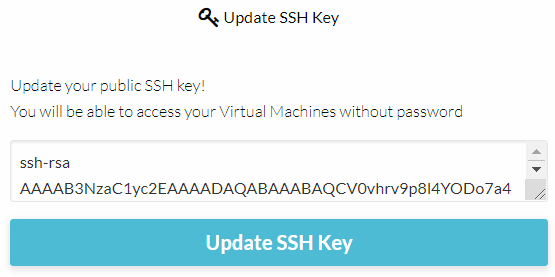 Update SSH Key
Update your public SSH key!
You will be able to access your Virtual Machines without password
ssh-rsa
AAAAB3NzaC1yc2EAAAADAQABAAABAQCV0vhrv9p8I4YODo7a4
Update SSH Key